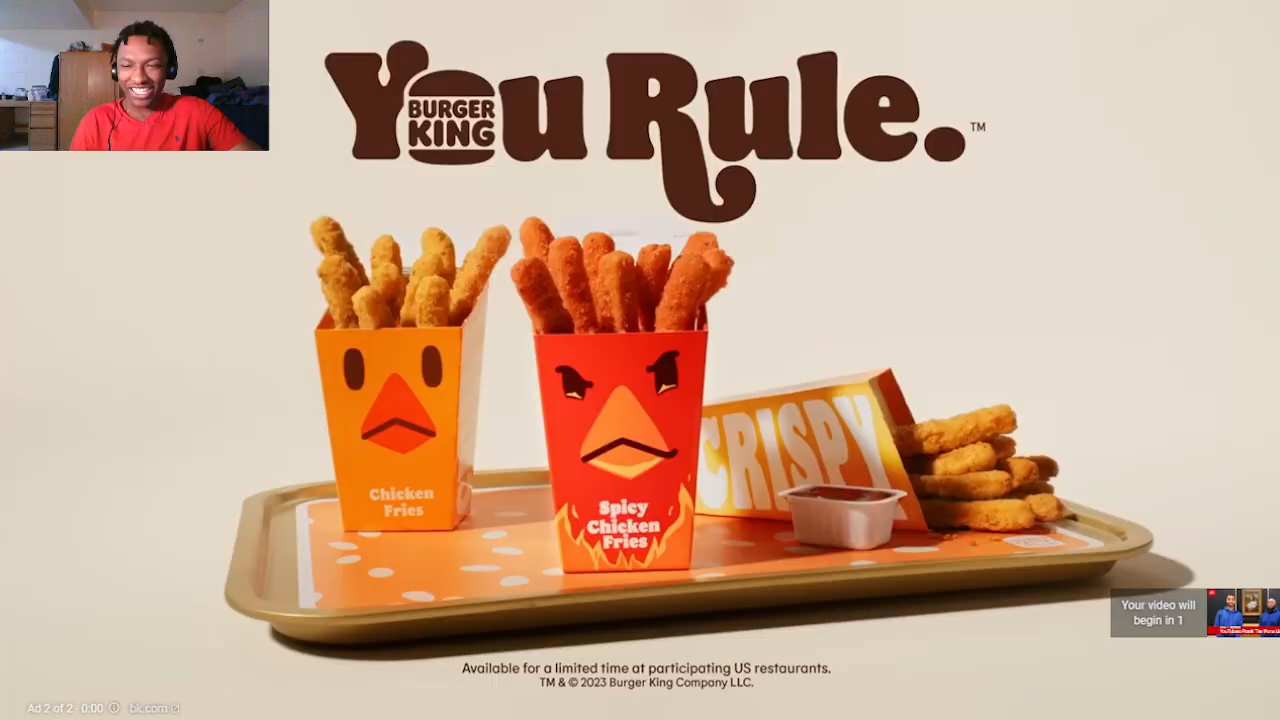 You Rule.™
BURGER
KING
CRISPY
Chicken
Fries
Spicy
Chicken
Fries
Your video will
begin in 1
Available for a limited time at participating US restaurants.
TM & © 2023 Burger King Company LLC.
Ad 2 of 2 · 0:00
bk.com